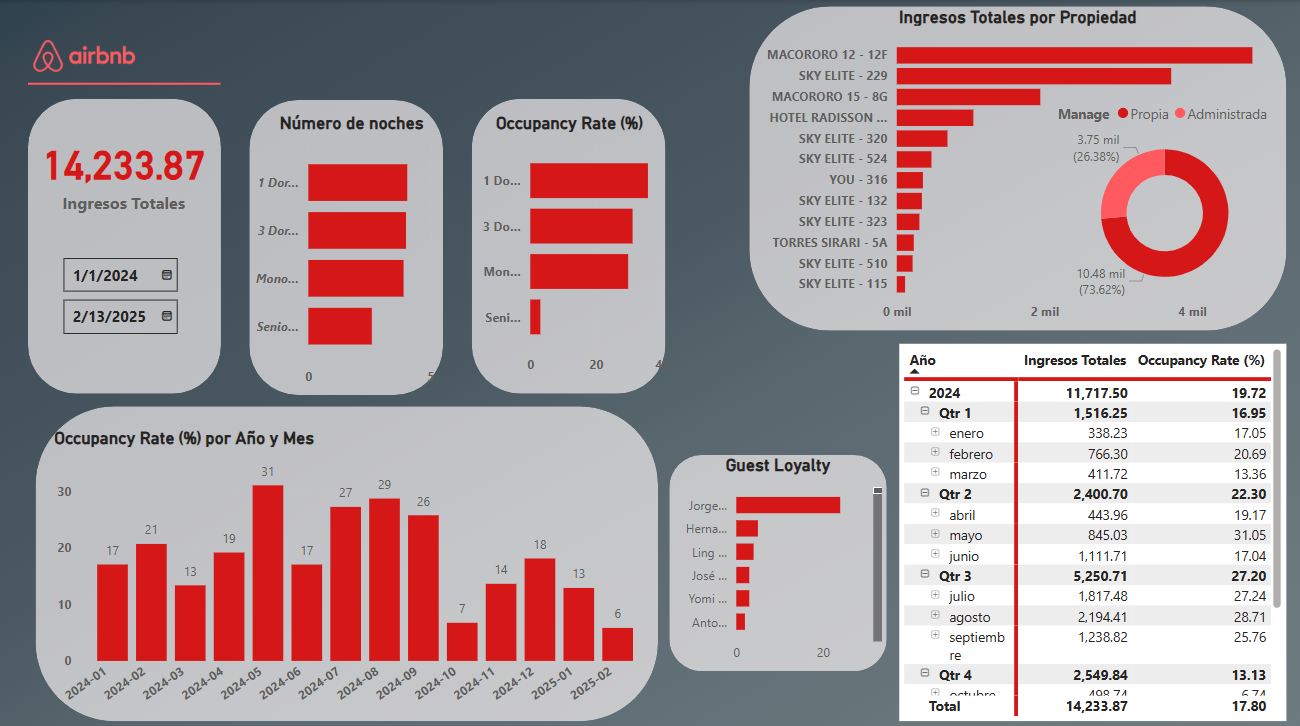 airbnb
14,233.87
Ingresos Totales
1/1/2024
2/13/2025
Número de noches
1 Dor...
3 Dor...
Mono...
Senio...
0
5
Occupancy Rate (%)
1 Do...
3 Do...
Mon...
Seni...
0 20 4
Ingresos Totales por Propiedad
MACORORO 12 - 12F
SKY ELITE - 229
MACORORO 15 - 8G
HOTEL RADISSON ...
SKY ELITE - 320
SKY ELITE - 524
YOU - 316
SKY ELITE - 132
SKY ELITE - 323
TORRES SIRARI - 5A
SKY ELITE - 510
SKY ELITE - 115
0 mil 2 mil 4 mil
Manage Propia Administrada
3.75 mil
(26.38%)
10.48 mil
(73.62%)
Occupancy Rate (%) por Año y Mes
30
20
10
0
17 21 13 19 31 17 27 29 26 7 14 18 13 6
2024-01 2024-02 2024-03 2024-04 2024-05 2024-06 2024-07 2024-08 2024-09 2024-10 2024-11 2024-12 2025-01 2025-02
Guest Loyalty
Jorge...
Herna...
Ling ...
José ...
Yomi ...
Anto...
0 20
Año Ingresos Totales Occupancy Rate (%)
2024 11,717.50 19.72
Qtr 1 1,516.25 16.95
enero 338.23 17.05
febrero 766.30 20.69
marzo 411.72 13.36
Qtr 2 2,400.70 22.30
abril 443.96 19.17
mayo 845.03 31.05
junio 1,111.71 17.04
Qtr 3 5,250.71 27.20
julio 1,817.48 27.24
agosto 2,194.41 28.71
septiemb 1,238.82 25.76
re
Qtr 4 2,549.84 13.13
octubre 498.74 6.74
Total 14,233.87 17.80